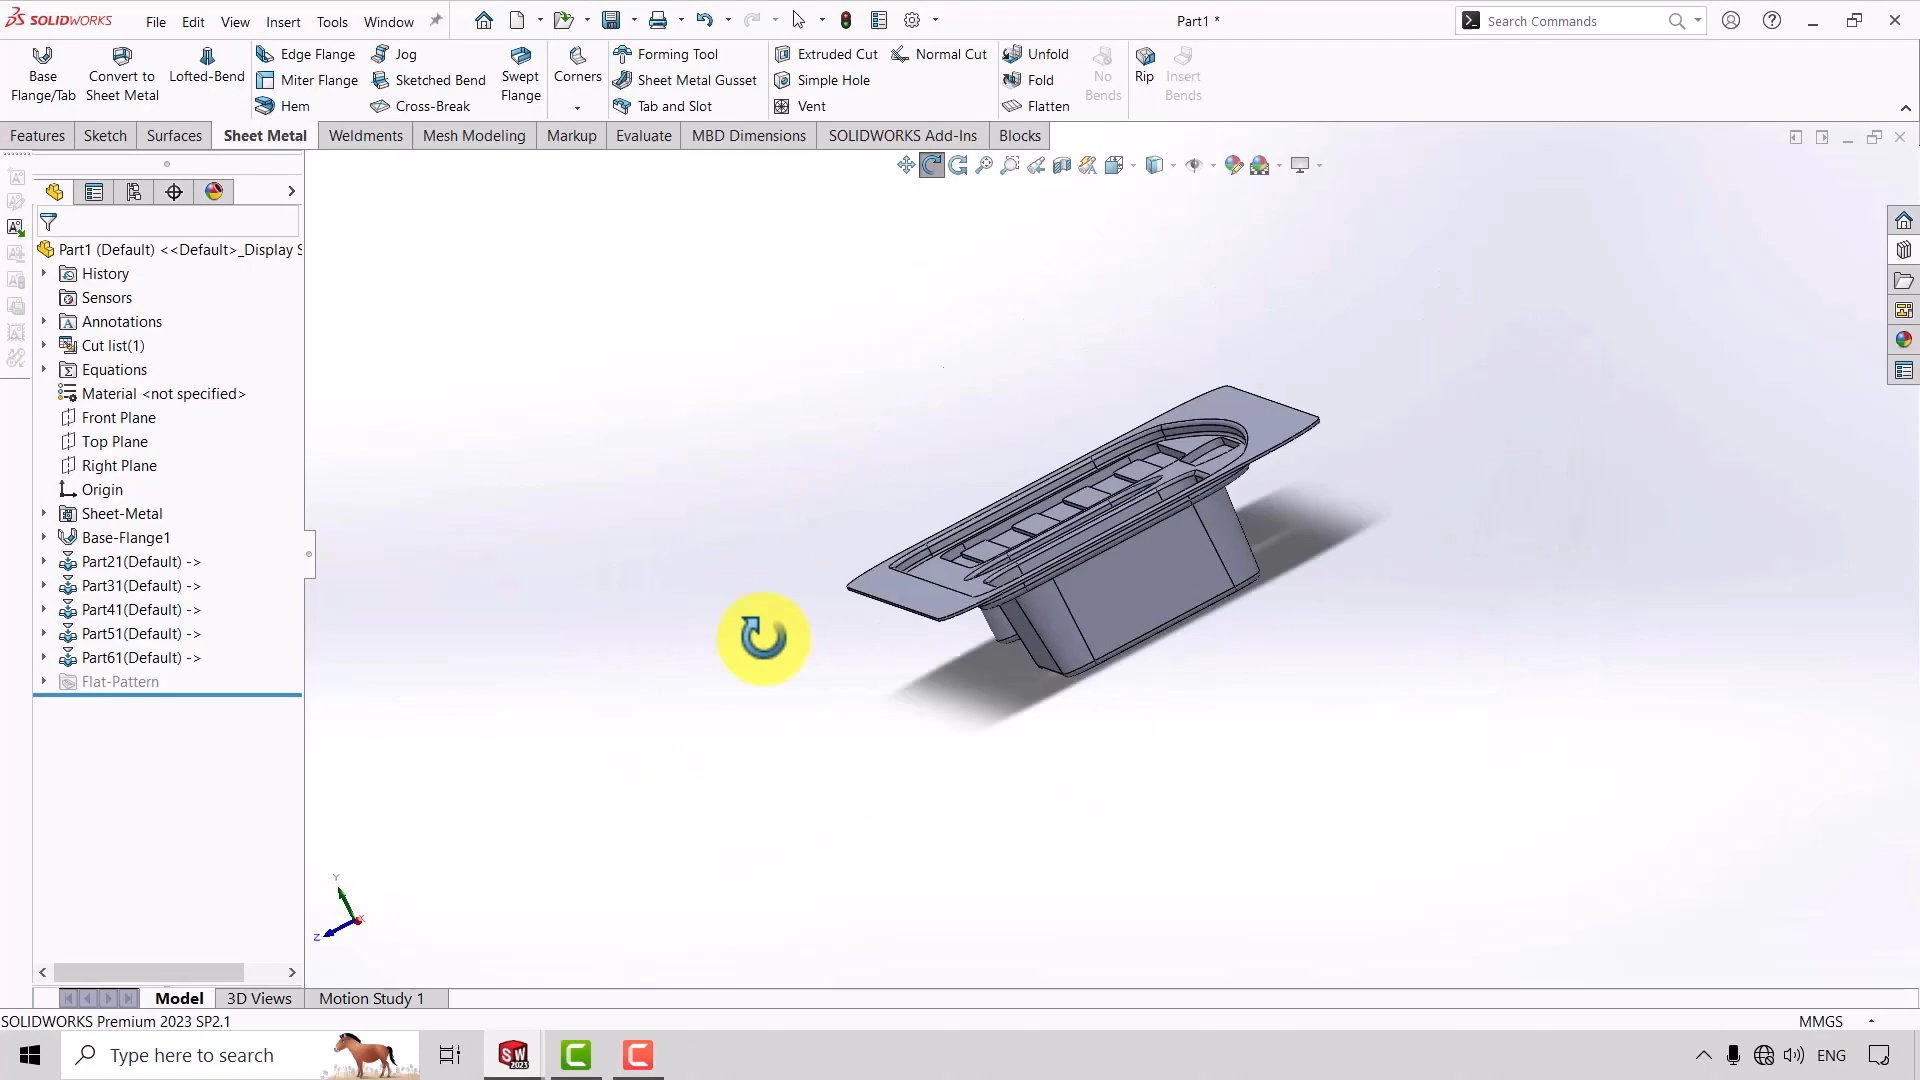 SOLIDWORKS File Edit View Insert Tools Window Part1 * Search Commands
Base Flange/Tab
Convert to Sheet Metal
Lofted-Bend
Edge Flange
Miter Flange
Hem
Jog
Sketched Bend
Cross-Break
Swept Flange
Corners
Forming Tool
Sheet Metal Gusset
Tab and Slot
Extruded Cut
Simple Hole
Vent
Normal Cut
Unfold
Fold
Flatten
No Bends
Rip
Insert Bends
Features Sketch Surfaces Sheet Metal Weldments Mesh Modeling Markup Evaluate MBD Dimensions SOLIDWORKS Add-Ins Blocks
Part1 (Default) <<Default>_Display S
History
Sensors
Annotations
Cut list(1)
Equations
Material <not specified>
Front Plane
Top Plane
Right Plane
Origin
Sheet-Metal
Base-Flange1
Part21(Default) ->
Part31(Default) ->
Part41(Default) ->
Part51(Default) ->
Part61(Default) ->
Flat-Pattern
Y
X
Z
Model 3D Views Motion Study 1
SOLIDWORKS Premium 2023 SP2.1 MMGS
Type here to search
SW
2023
ENG